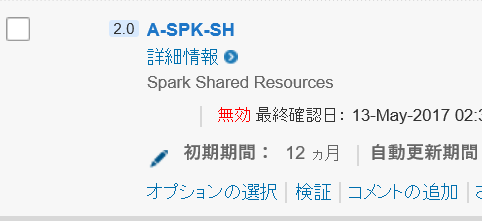 2.0 A-SPK-SH
詳細情報
Spark Shared Resources
無効 最終確認日： 13-May-2017 02:
初期期間： 12 ヵ月 自動更新期間
オプションの選択 検証 コメントの追加